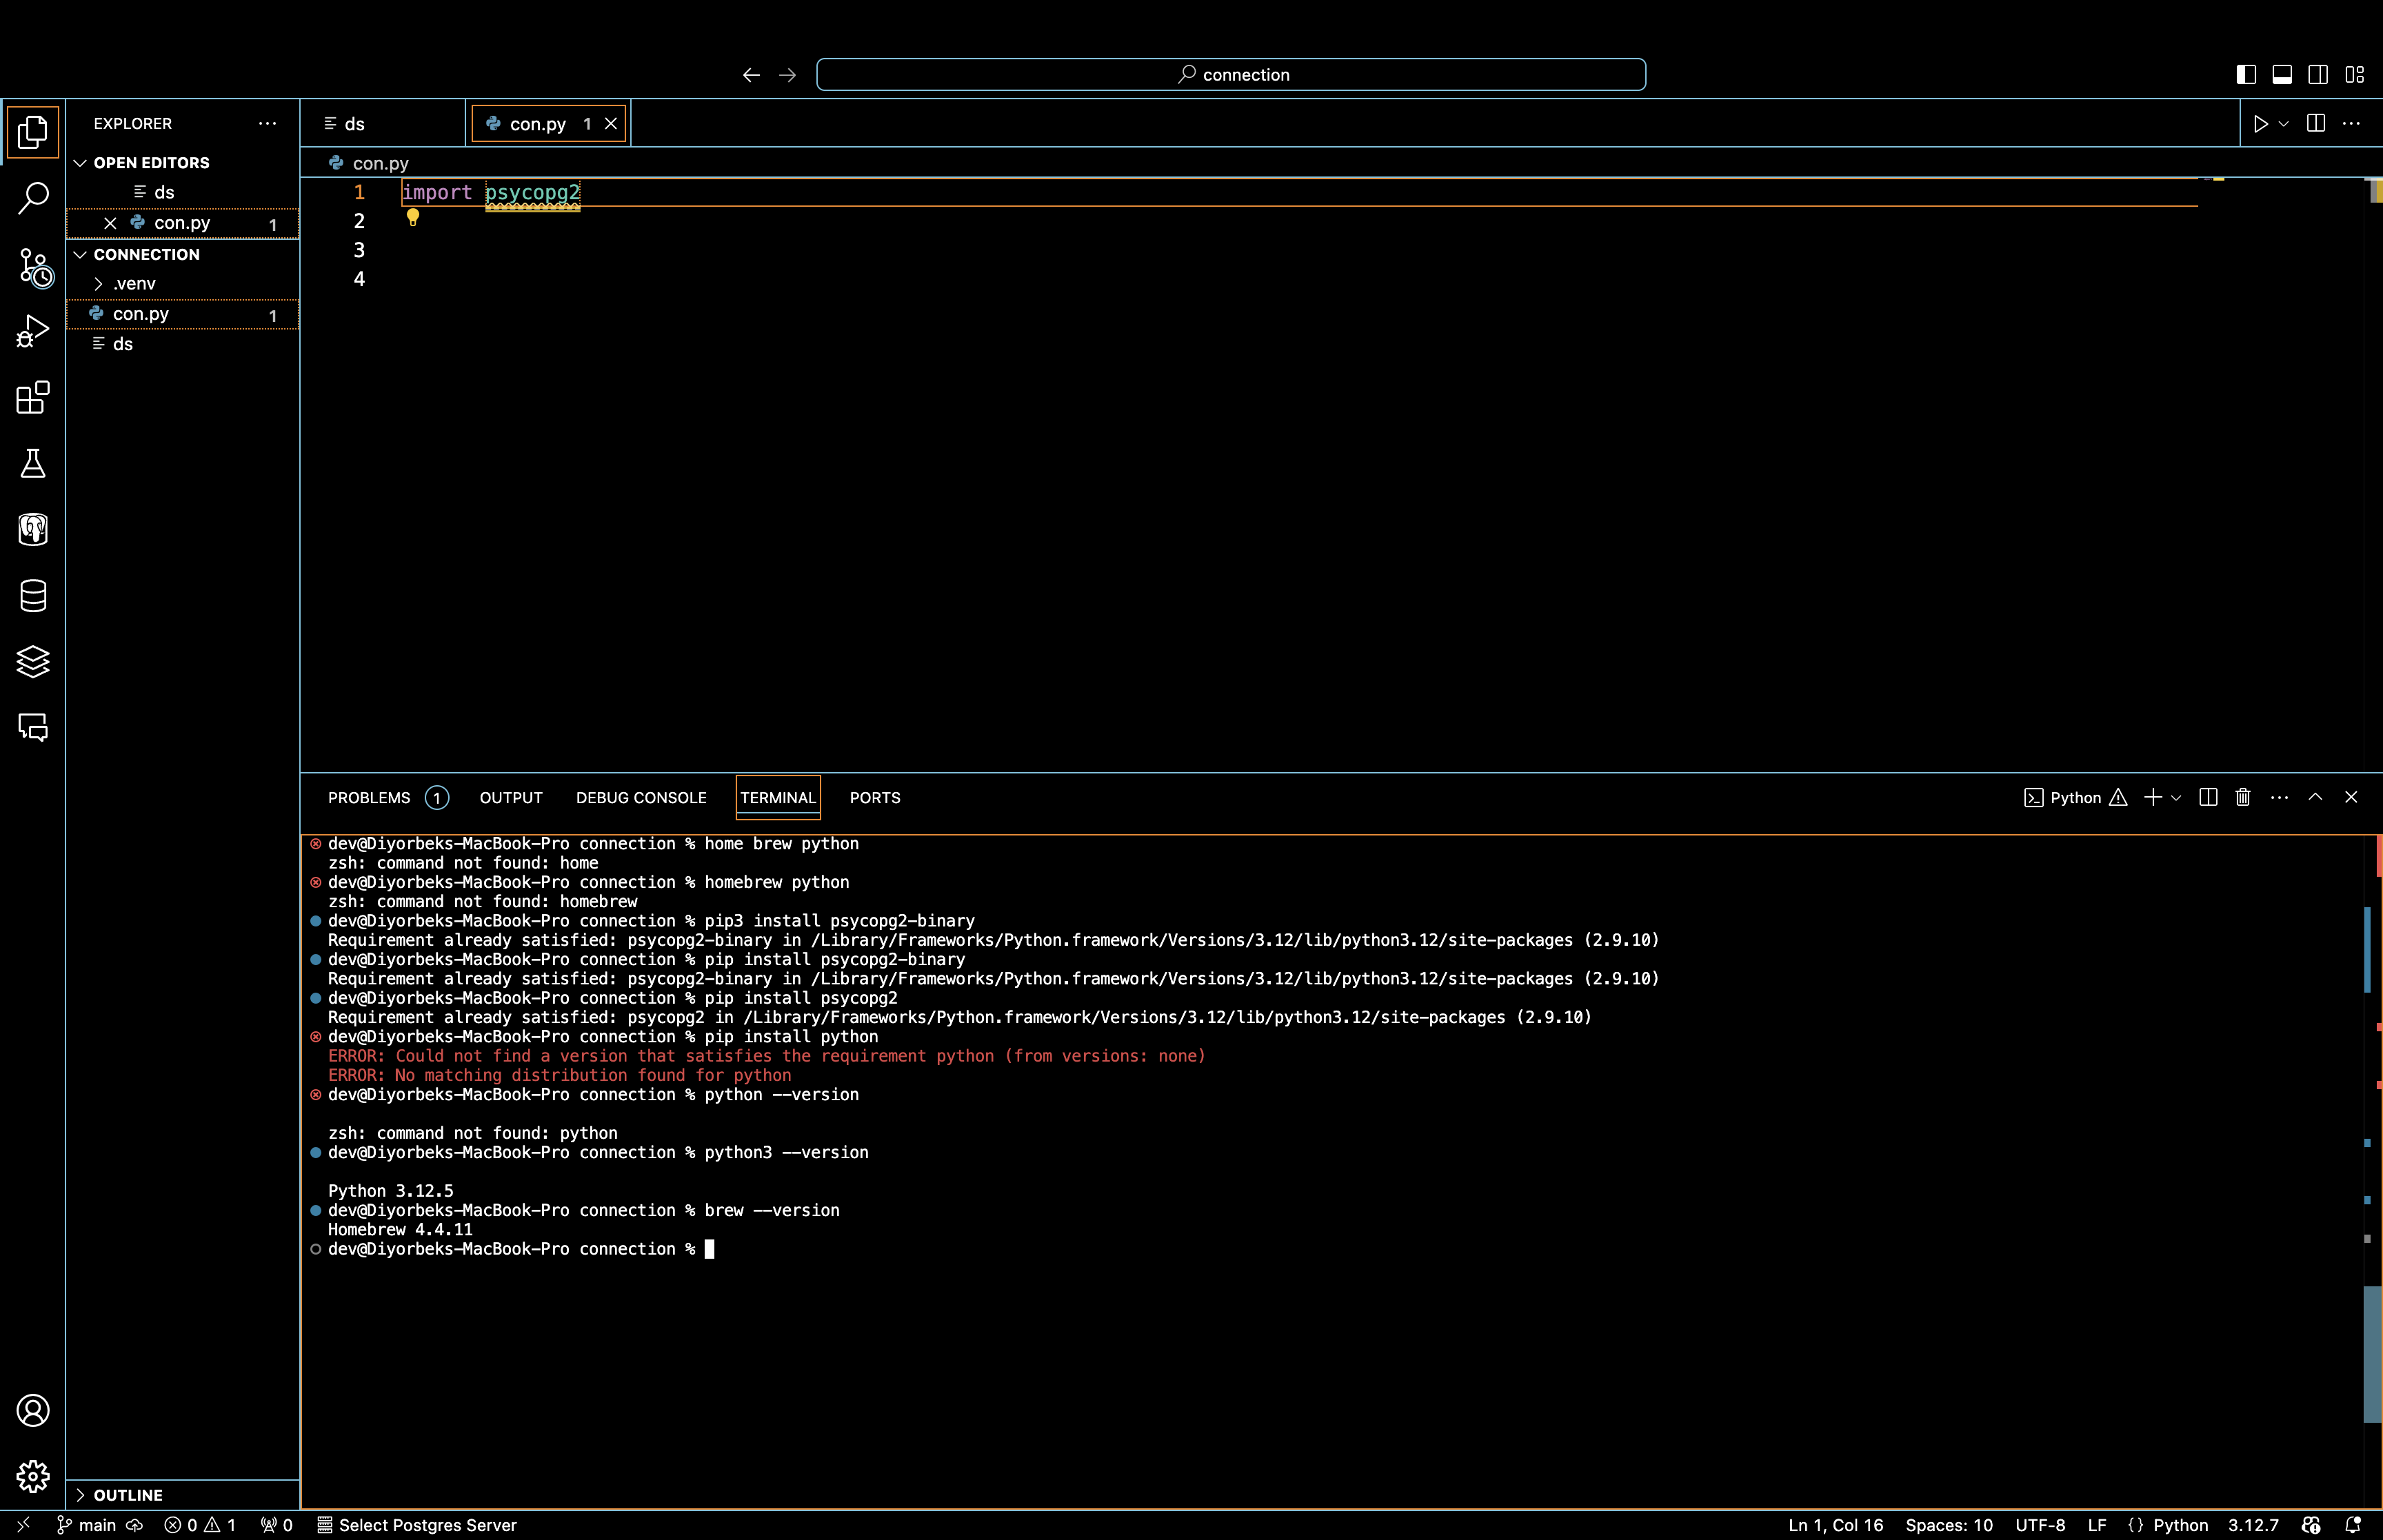 connection
EXPLORER
OPEN EDITORS
ds
con.py 1
CONNECTION
.venv
con.py 1
ds
OUTLINE
ds
con.py 1
con.py
1 import psycopg2
2
3
4
PROBLEMS 1 OUTPUT DEBUG CONSOLE TERMINAL PORTS
Python
dev@Diyorbeks-MacBook-Pro connection % home brew python
zsh: command not found: home
dev@Diyorbeks-MacBook-Pro connection % homebrew python
zsh: command not found: homebrew
dev@Diyorbeks-MacBook-Pro connection % pip3 install psycopg2-binary
Requirement already satisfied: psycopg2-binary in /Library/Frameworks/Python.framework/Versions/3.12/lib/python3.12/site-packages (2.9.10)
dev@Diyorbeks-MacBook-Pro connection % pip install psycopg2-binary
Requirement already satisfied: psycopg2-binary in /Library/Frameworks/Python.framework/Versions/3.12/lib/python3.12/site-packages (2.9.10)
dev@Diyorbeks-MacBook-Pro connection % pip install psycopg2
Requirement already satisfied: psycopg2 in /Library/Frameworks/Python.framework/Versions/3.12/lib/python3.12/site-packages (2.9.10)
dev@Diyorbeks-MacBook-Pro connection % pip install python
ERROR: Could not find a version that satisfies the requirement python (from versions: none)
ERROR: No matching distribution found for python
dev@Diyorbeks-MacBook-Pro connection % python --version
zsh: command not found: python
dev@Diyorbeks-MacBook-Pro connection % python3 --version
Python 3.12.5
dev@Diyorbeks-MacBook-Pro connection % brew --version
Homebrew 4.4.11
dev@Diyorbeks-MacBook-Pro connection %
main 0 1 0 Select Postgres Server Ln 1, Col 16 Spaces: 10 UTF-8 LF {} Python 3.12.7